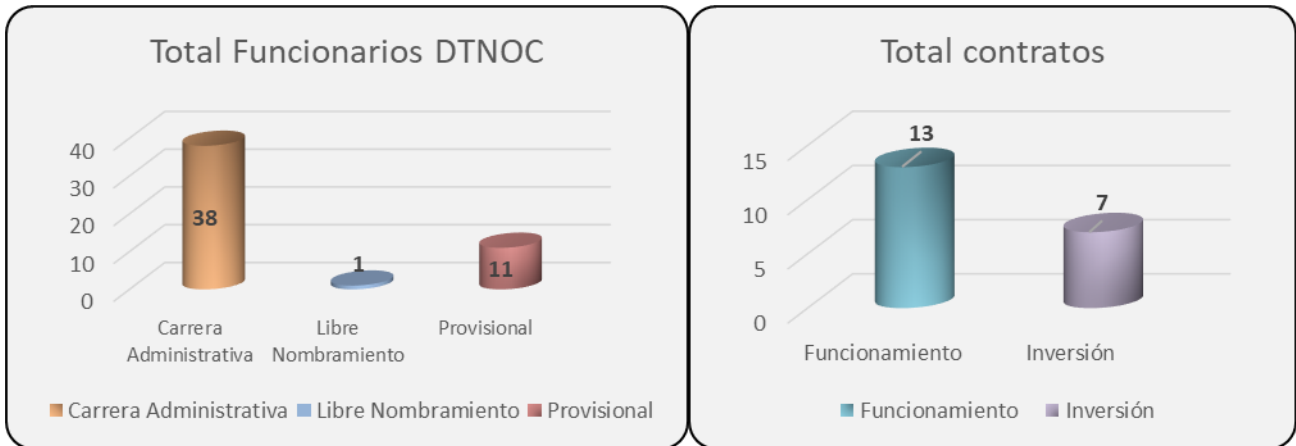 Total Funcionarios DTNOC
40
30
20
10
0
38
1
11
Carrera
Administrativa
Libre
Nombramiento
Provisional
Carrera Administrativa Libre Nombramiento Provisional
Total contratos
15
10
5
0
13
7
Funcionamiento
Inversión
Funcionamiento Inversión